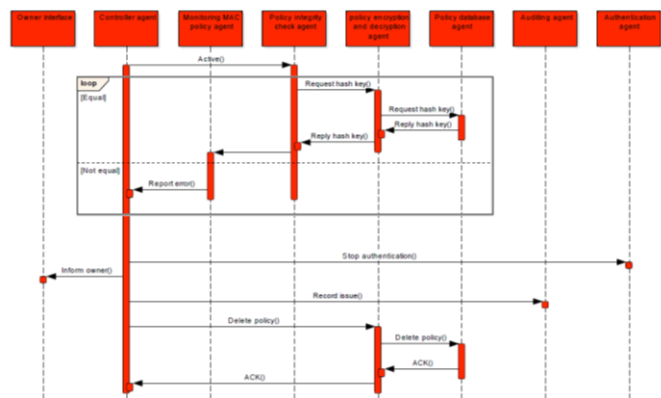 Owner interface
Controller agent
Monitoring MAC
policy agent
Policy integrity
check agent
policy encryption
and decryption
agent
Policy database
agent
Auditing agent
Authentication
agent
Active()
loop
[Equal]
Request hash key()
Request hash key()
Reply hash key()
Reply hash key()
[Not equal]
Report error()
Stop authentication()
Inform owner()
Record issue()
Delete policy()
Delete policy()
ACK()
ACK()